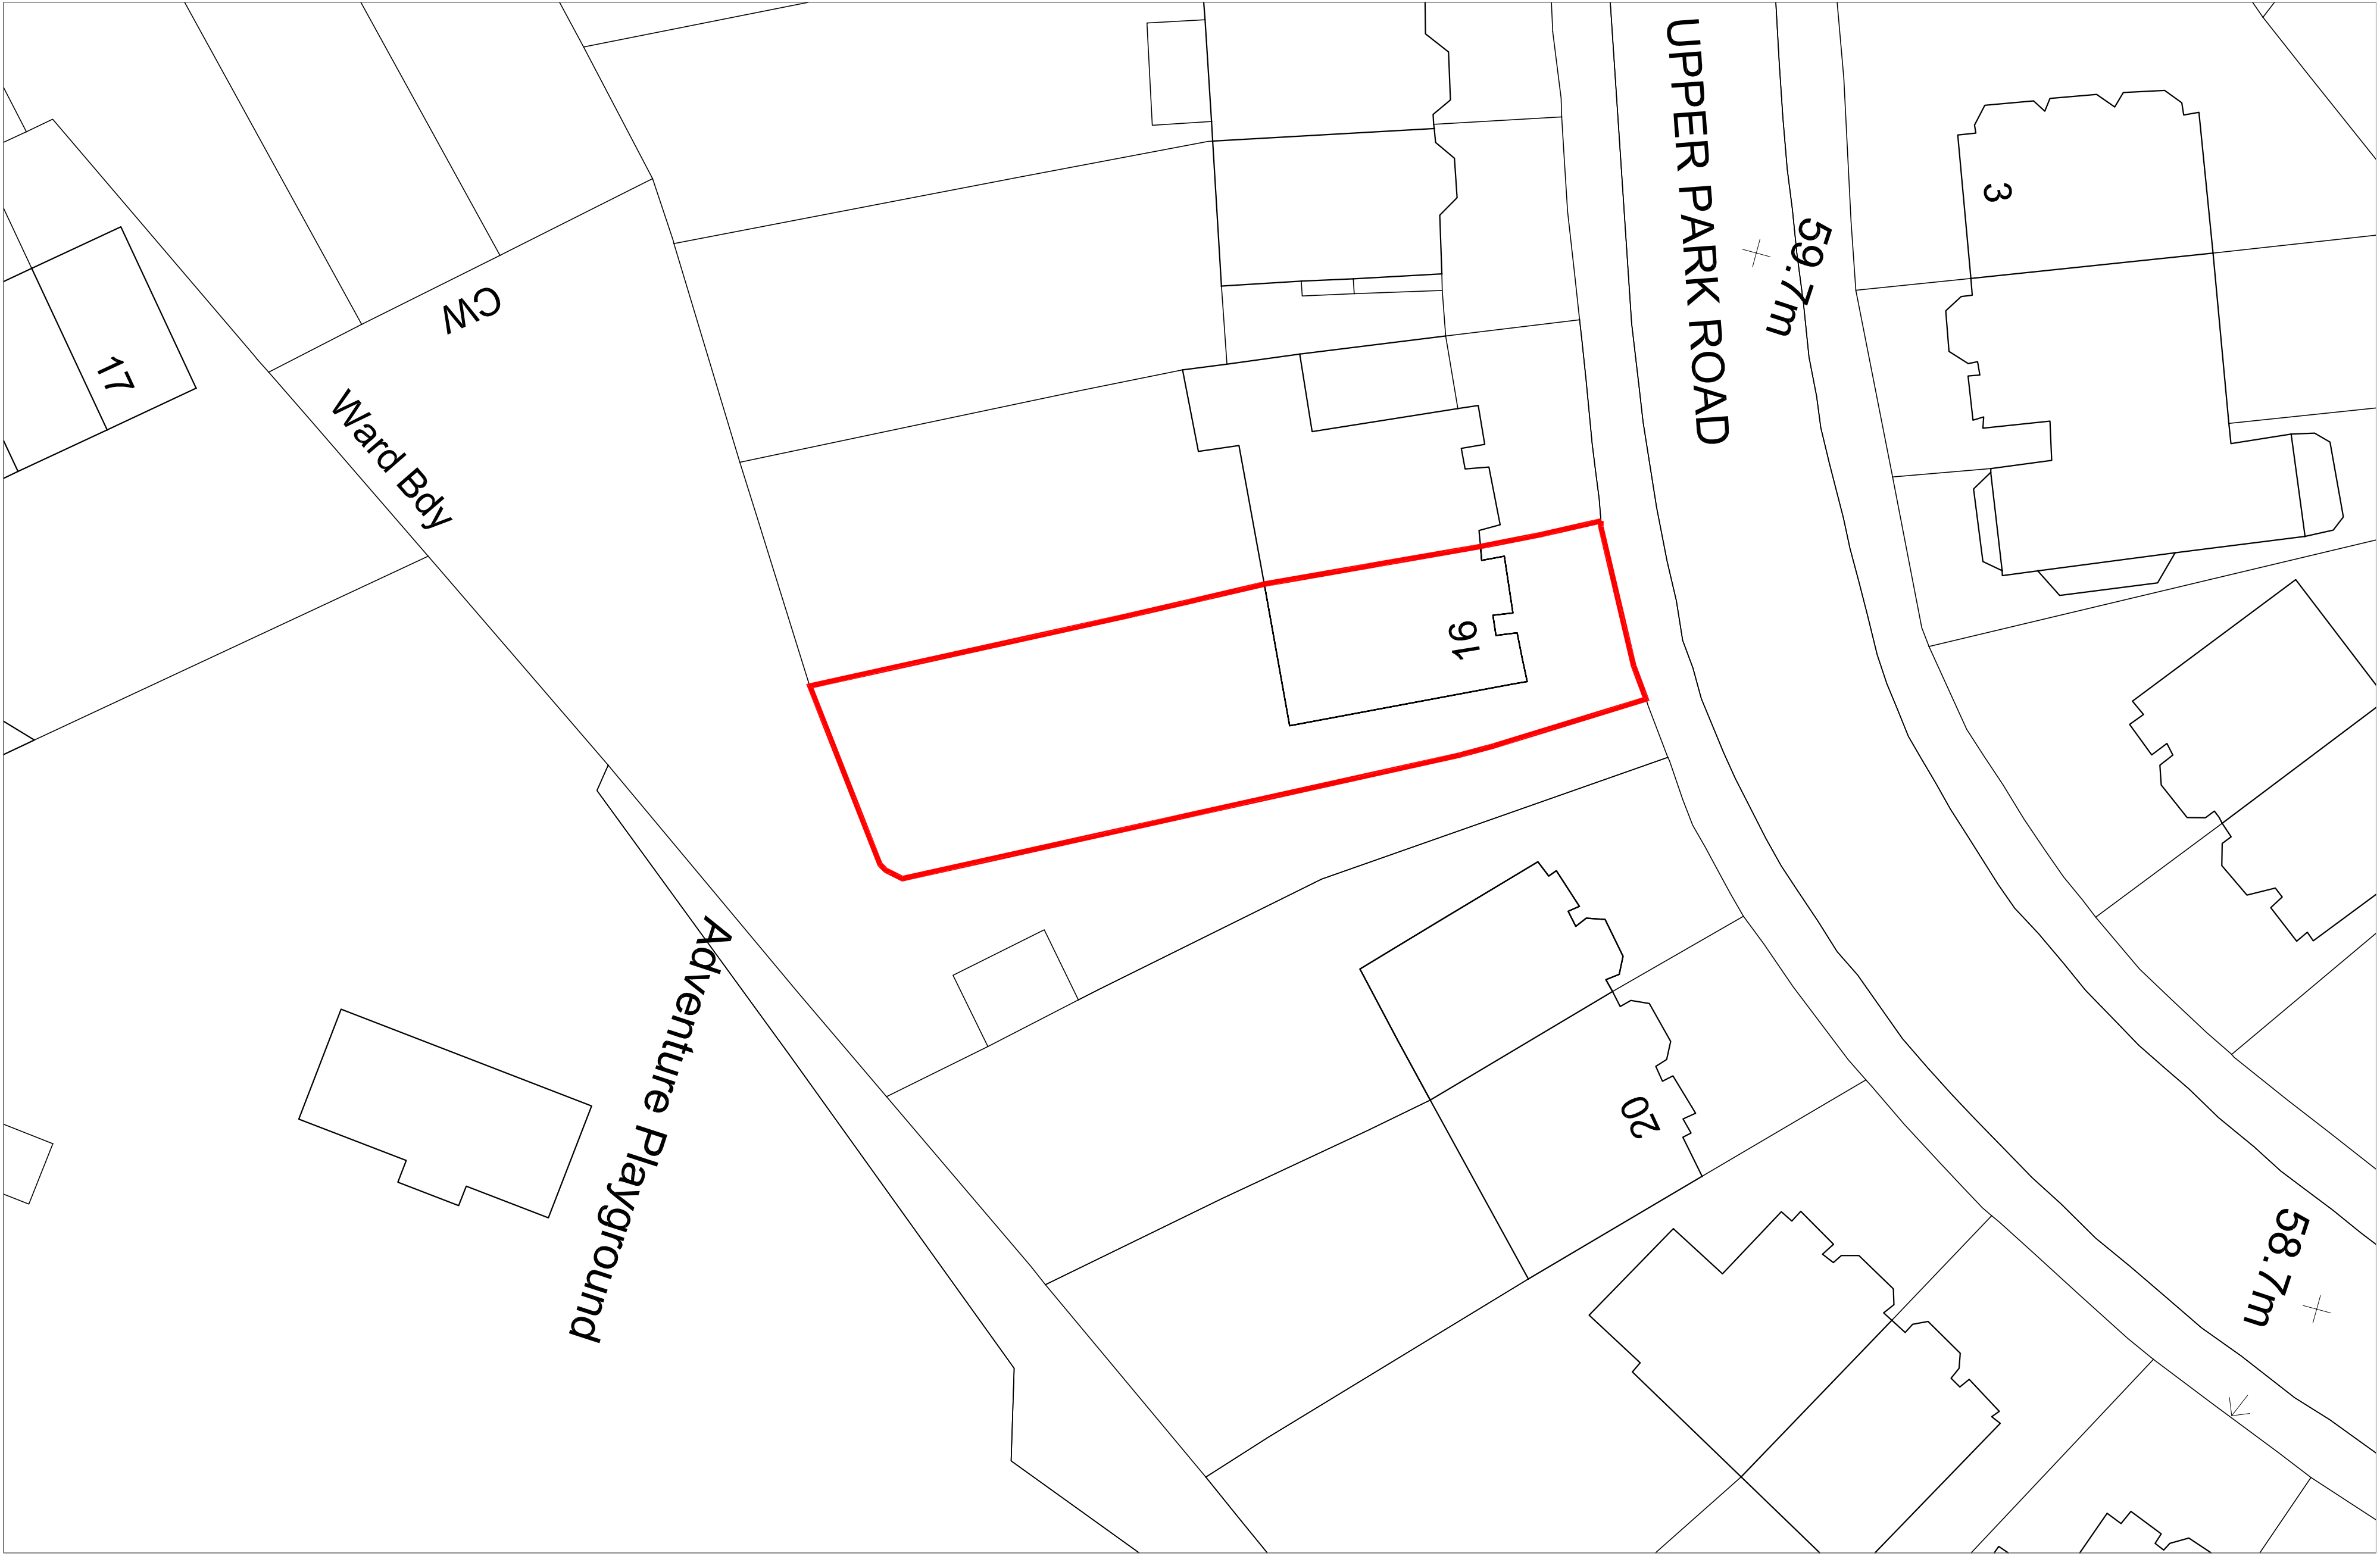 UPPER PARK ROAD
3
59.7m
CW
17
Ward Bdy
16
Adventure Playground
20
58.7m